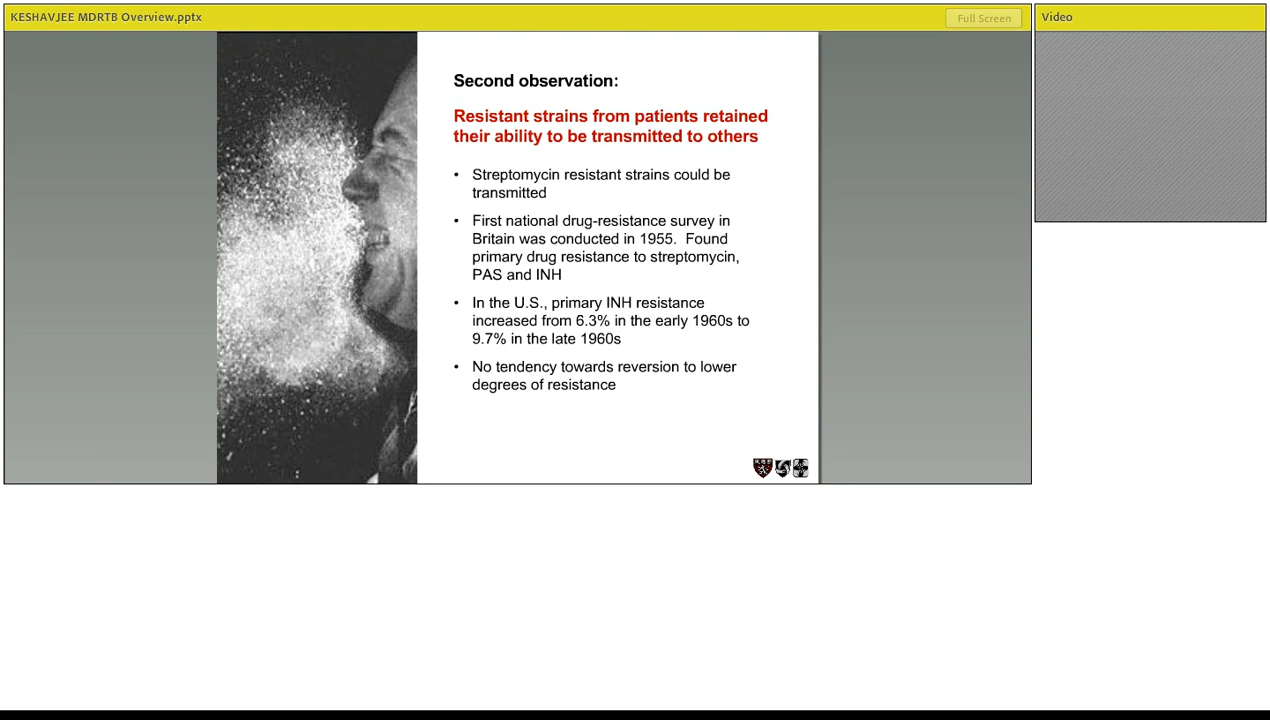 KESHAVJEE MDRTB Overview.pptx
Full Screen
Video
Second observation:
Resistant strains from patients retained
their ability to be transmitted to others
• Streptomycin resistant strains could be
transmitted
• First national drug-resistance survey in
Britain was conducted in 1955.  Found
primary drug resistance to streptomycin,
PAS and INH
• In the U.S., primary INH resistance
increased from 6.3% in the early 1960s to
9.7% in the late 1960s
• No tendency towards reversion to lower
degrees of resistance